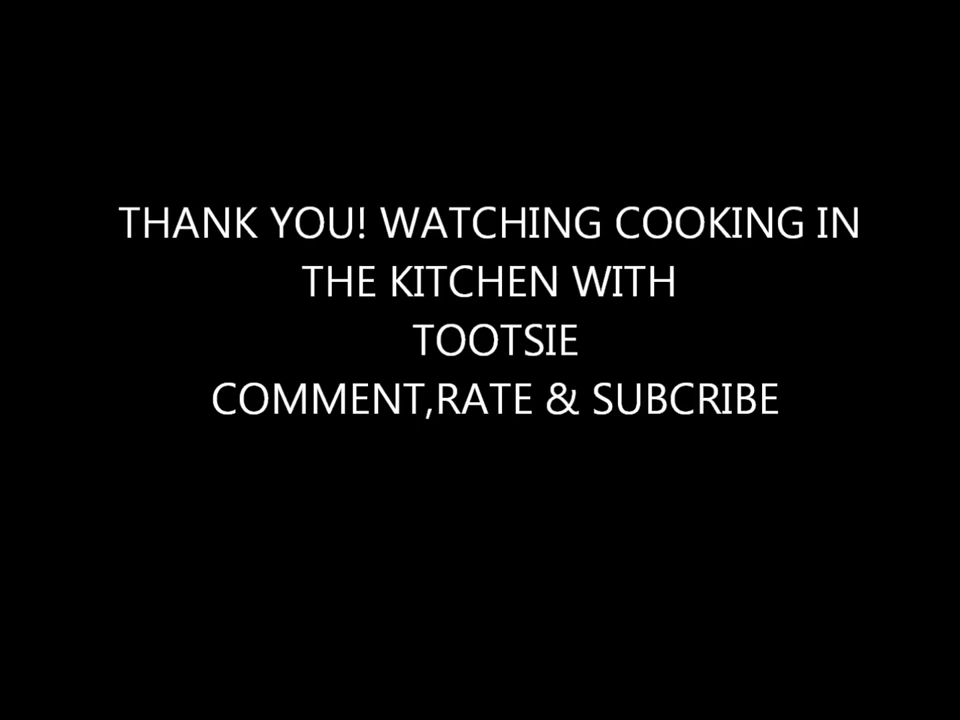 THANK YOU! WATCHING COOKING IN
THE KITCHEN WITH
TOOTSIE
COMMENT,RATE & SUBCRIBE